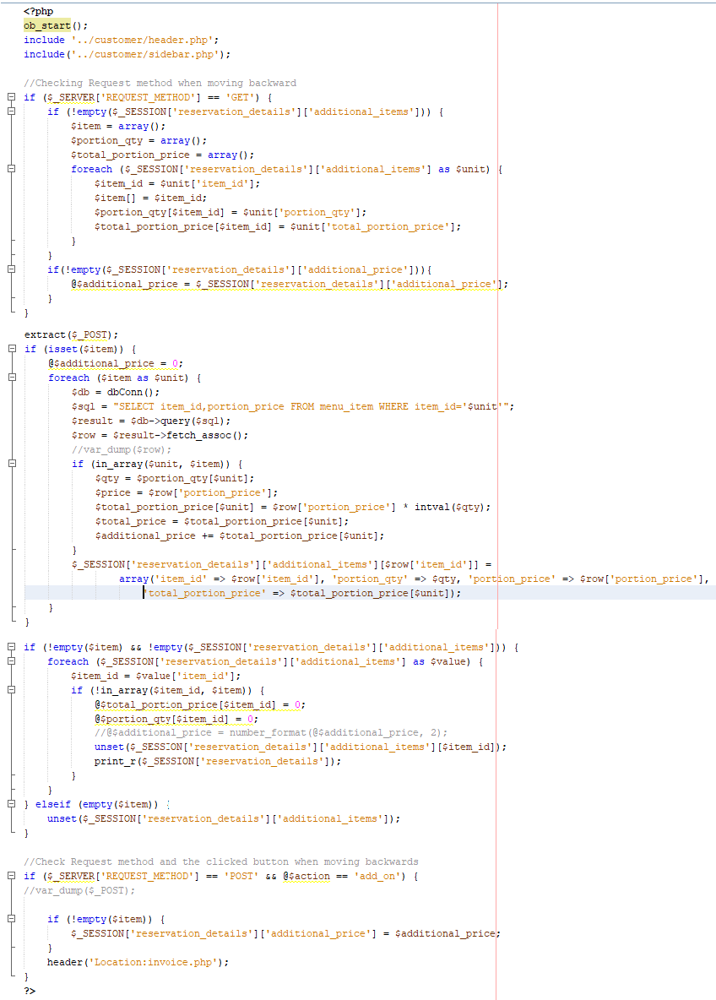 <?php
ob_start();
include '../customer/header.php';
include('../customer/sidebar.php');
//Checking Request method when moving backward
if ($_SERVER['REQUEST_METHOD'] == 'GET') {
if (!empty($_SESSION['reservation_details']['additional_items'])) {
$item = array();
$portion_qty = array();
$total_portion_price = array();
foreach ($_SESSION['reservation_details']['additional_items'] as $unit) {
$item_id = $unit['item_id'];
$item[] = $item_id;
$portion_qty[$item_id] = $unit['portion_qty'];
$total_portion_price[$item_id] = $unit['total_portion_price'];
}
}
if(!empty($_SESSION['reservation_details']['additional_price'])){
@$additional_price = $_SESSION['reservation_details']['additional_price'];
}
}
extract($_POST);
if (isset($item)) {
@$additional_price = 0;
foreach ($item as $unit) {
$db = dbConn();
$sql = "SELECT item_id,portion_price FROM menu_item WHERE item_id='$unit'";
$result = $db->query($sql);
$row = $result->fetch_assoc();
//var_dump($row);
if (in_array($unit, $item)) {
$qty = $portion_qty[$unit];
$price = $row['portion_price'];
$total_portion_price[$unit] = $row['portion_price'] * intval($qty);
$total_price = $total_portion_price[$unit];
$additional_price += $total_portion_price[$unit];
}
$_SESSION['reservation_details']['additional_items'][$row['item_id']] =
array('item_id' => $row['item_id'], 'portion_qty' => $qty, 'portion_price' => $row['portion_price'],
'total_portion_price' => $total_portion_price[$unit]);
}
}
if (!empty($item) && !empty($_SESSION['reservation_details']['additional_items'])) {
foreach ($_SESSION['reservation_details']['additional_items'] as $value) {
$item_id = $value['item_id'];
if (!in_array($item_id, $item)) {
@$total_portion_price[$item_id] = 0;
@$portion_qty[$item_id] = 0;
//@$additional_price = number_format(@$additional_price, 2);
unset($_SESSION['reservation_details']['additional_items'][$item_id]);
print_r($_SESSION['reservation_details']);
}
}
} elseif (empty($item)) {
unset($_SESSION['reservation_details']['additional_items']);
}
//Check Request method and the clicked button when moving backwards
if ($_SERVER['REQUEST_METHOD'] == 'POST' && @$action == 'add_on') {
//var_dump($_POST);
if (!empty($item)) {
$_SESSION['reservation_details']['additional_price'] = $additional_price;
}
header('Location:invoice.php');
}
?>